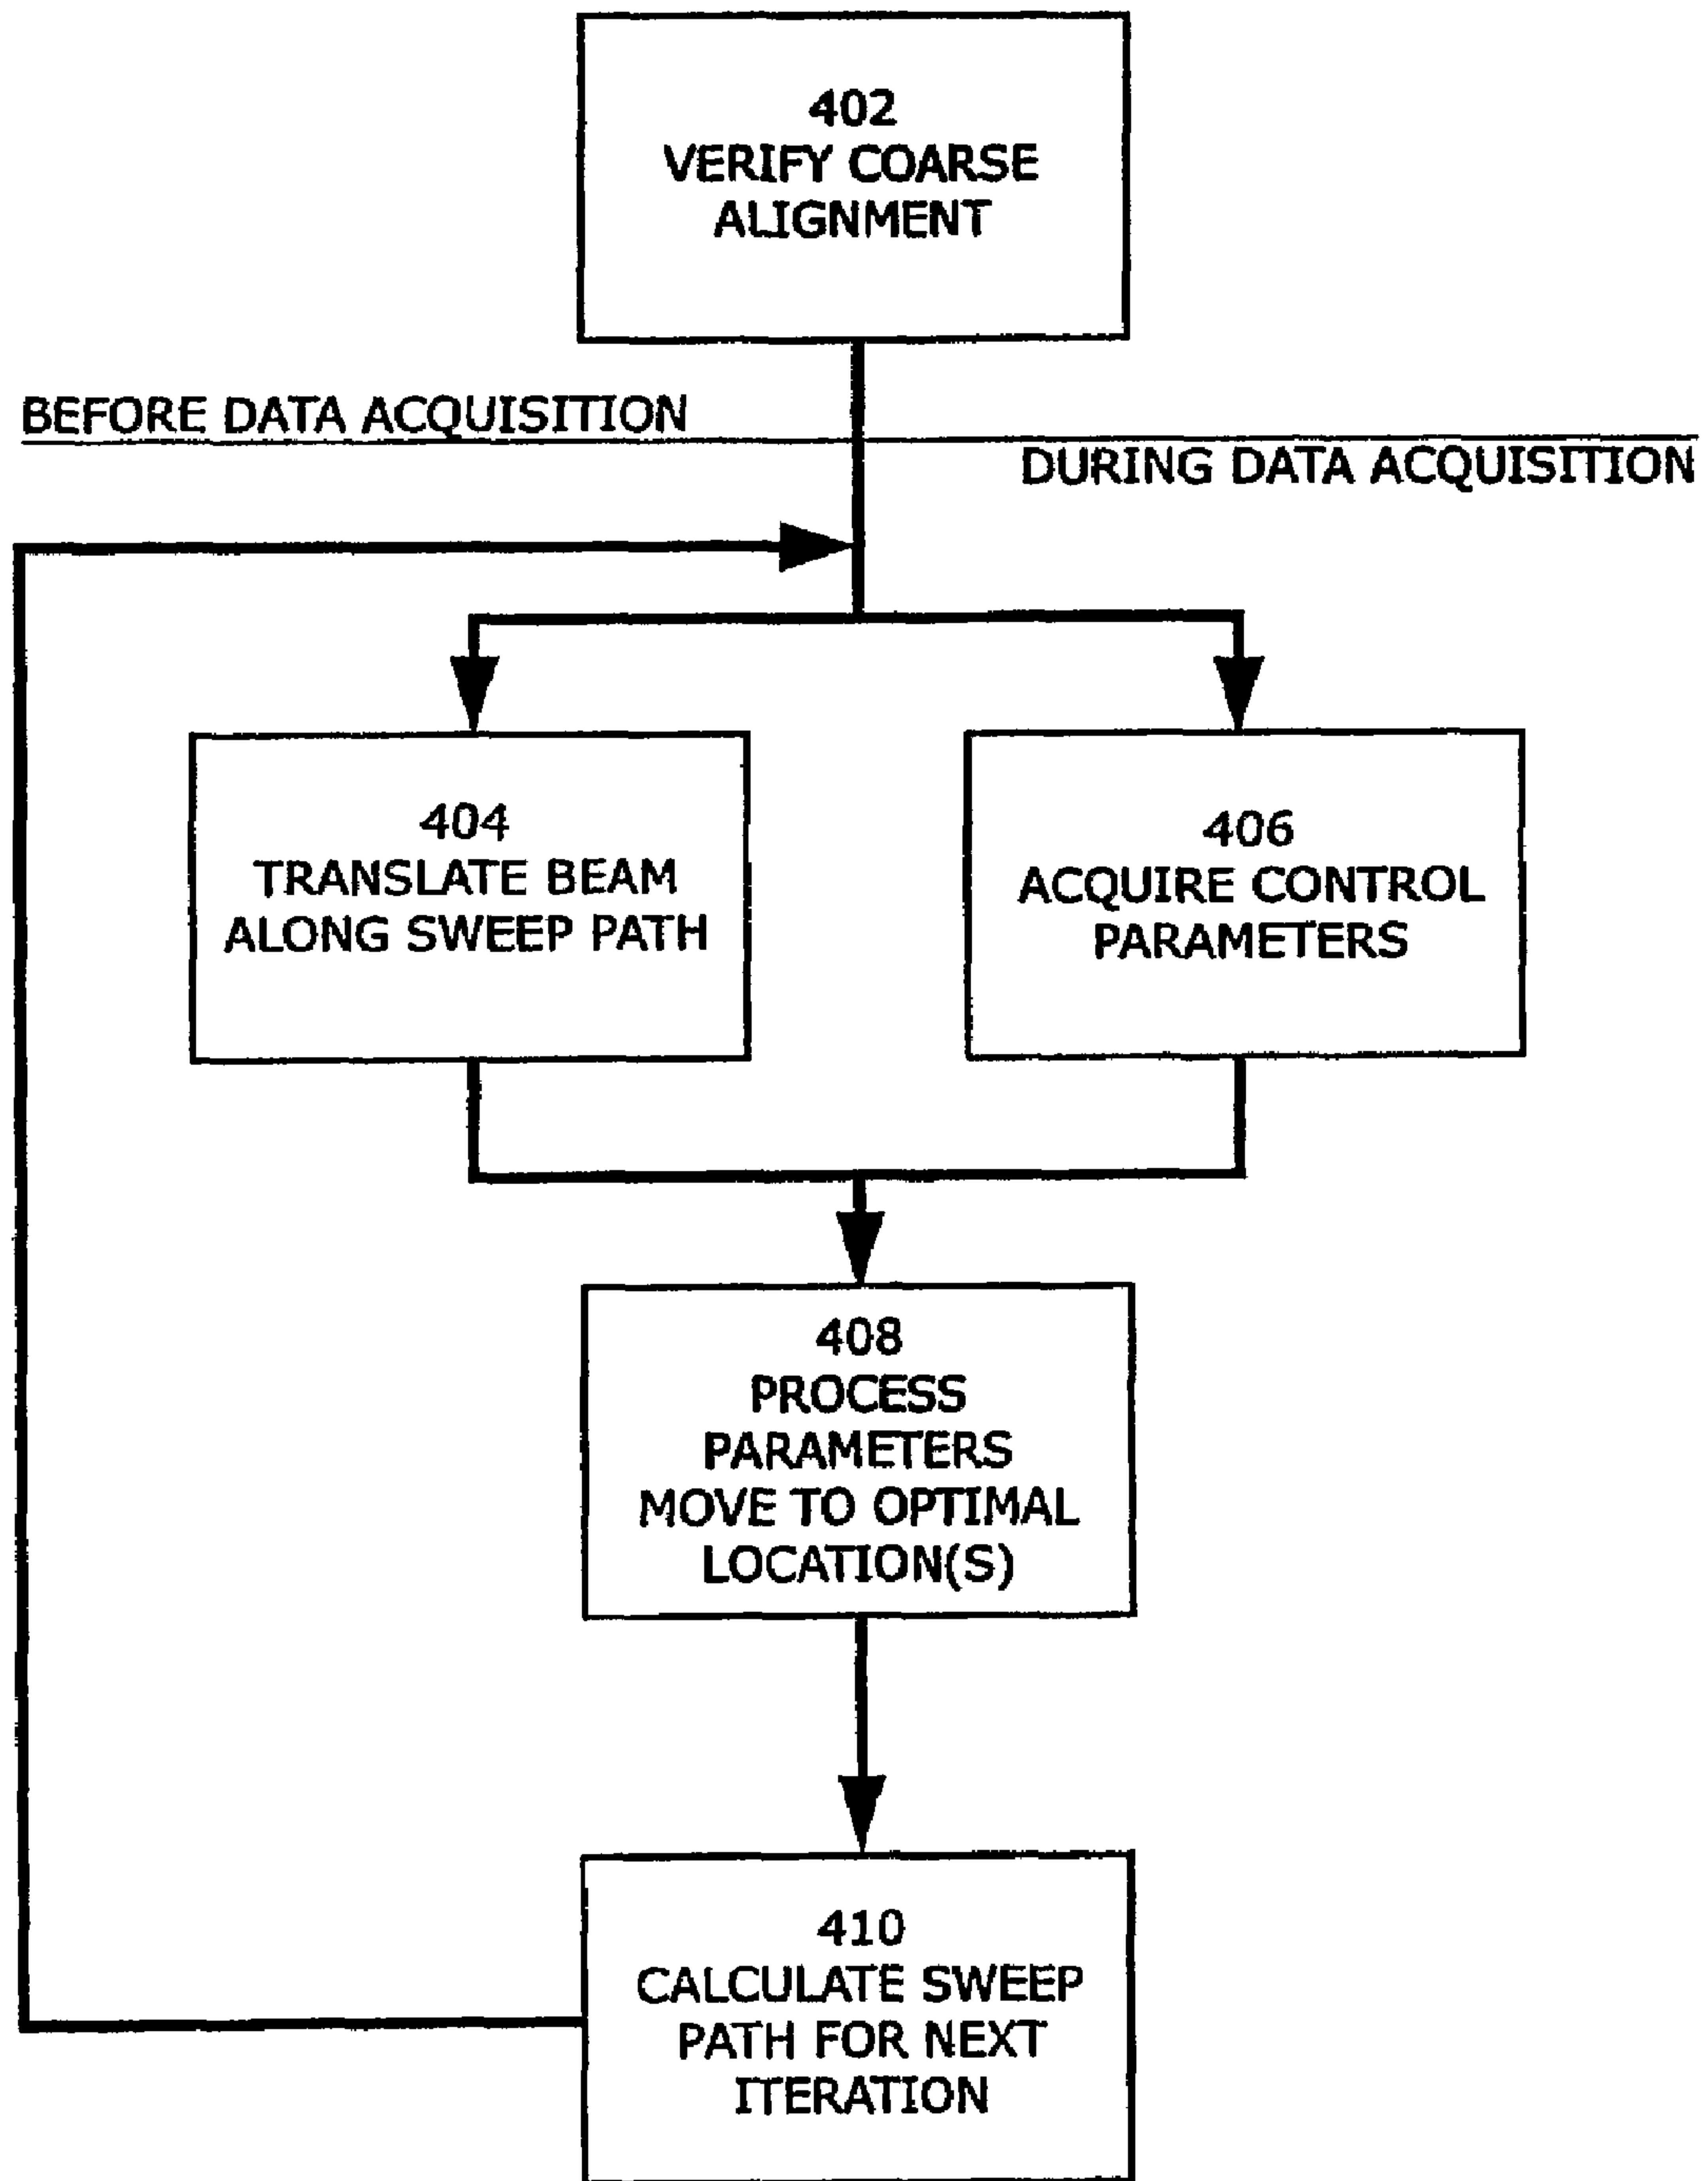 402
VERIFY COARSE
ALIGNMENT
BEFORE DATA ACQUISITION
DURING DATA ACQUISITION
404
TRANSLATE BEAM
ALONG SWEEP PATH
406
ACQUIRE CONTROL
PARAMETERS
408
PROCESS
PARAMETERS
MOVE TO OPTIMAL
LOCATION(S)
410
CALCULATE SWEEP
PATH FOR NEXT
ITERATION